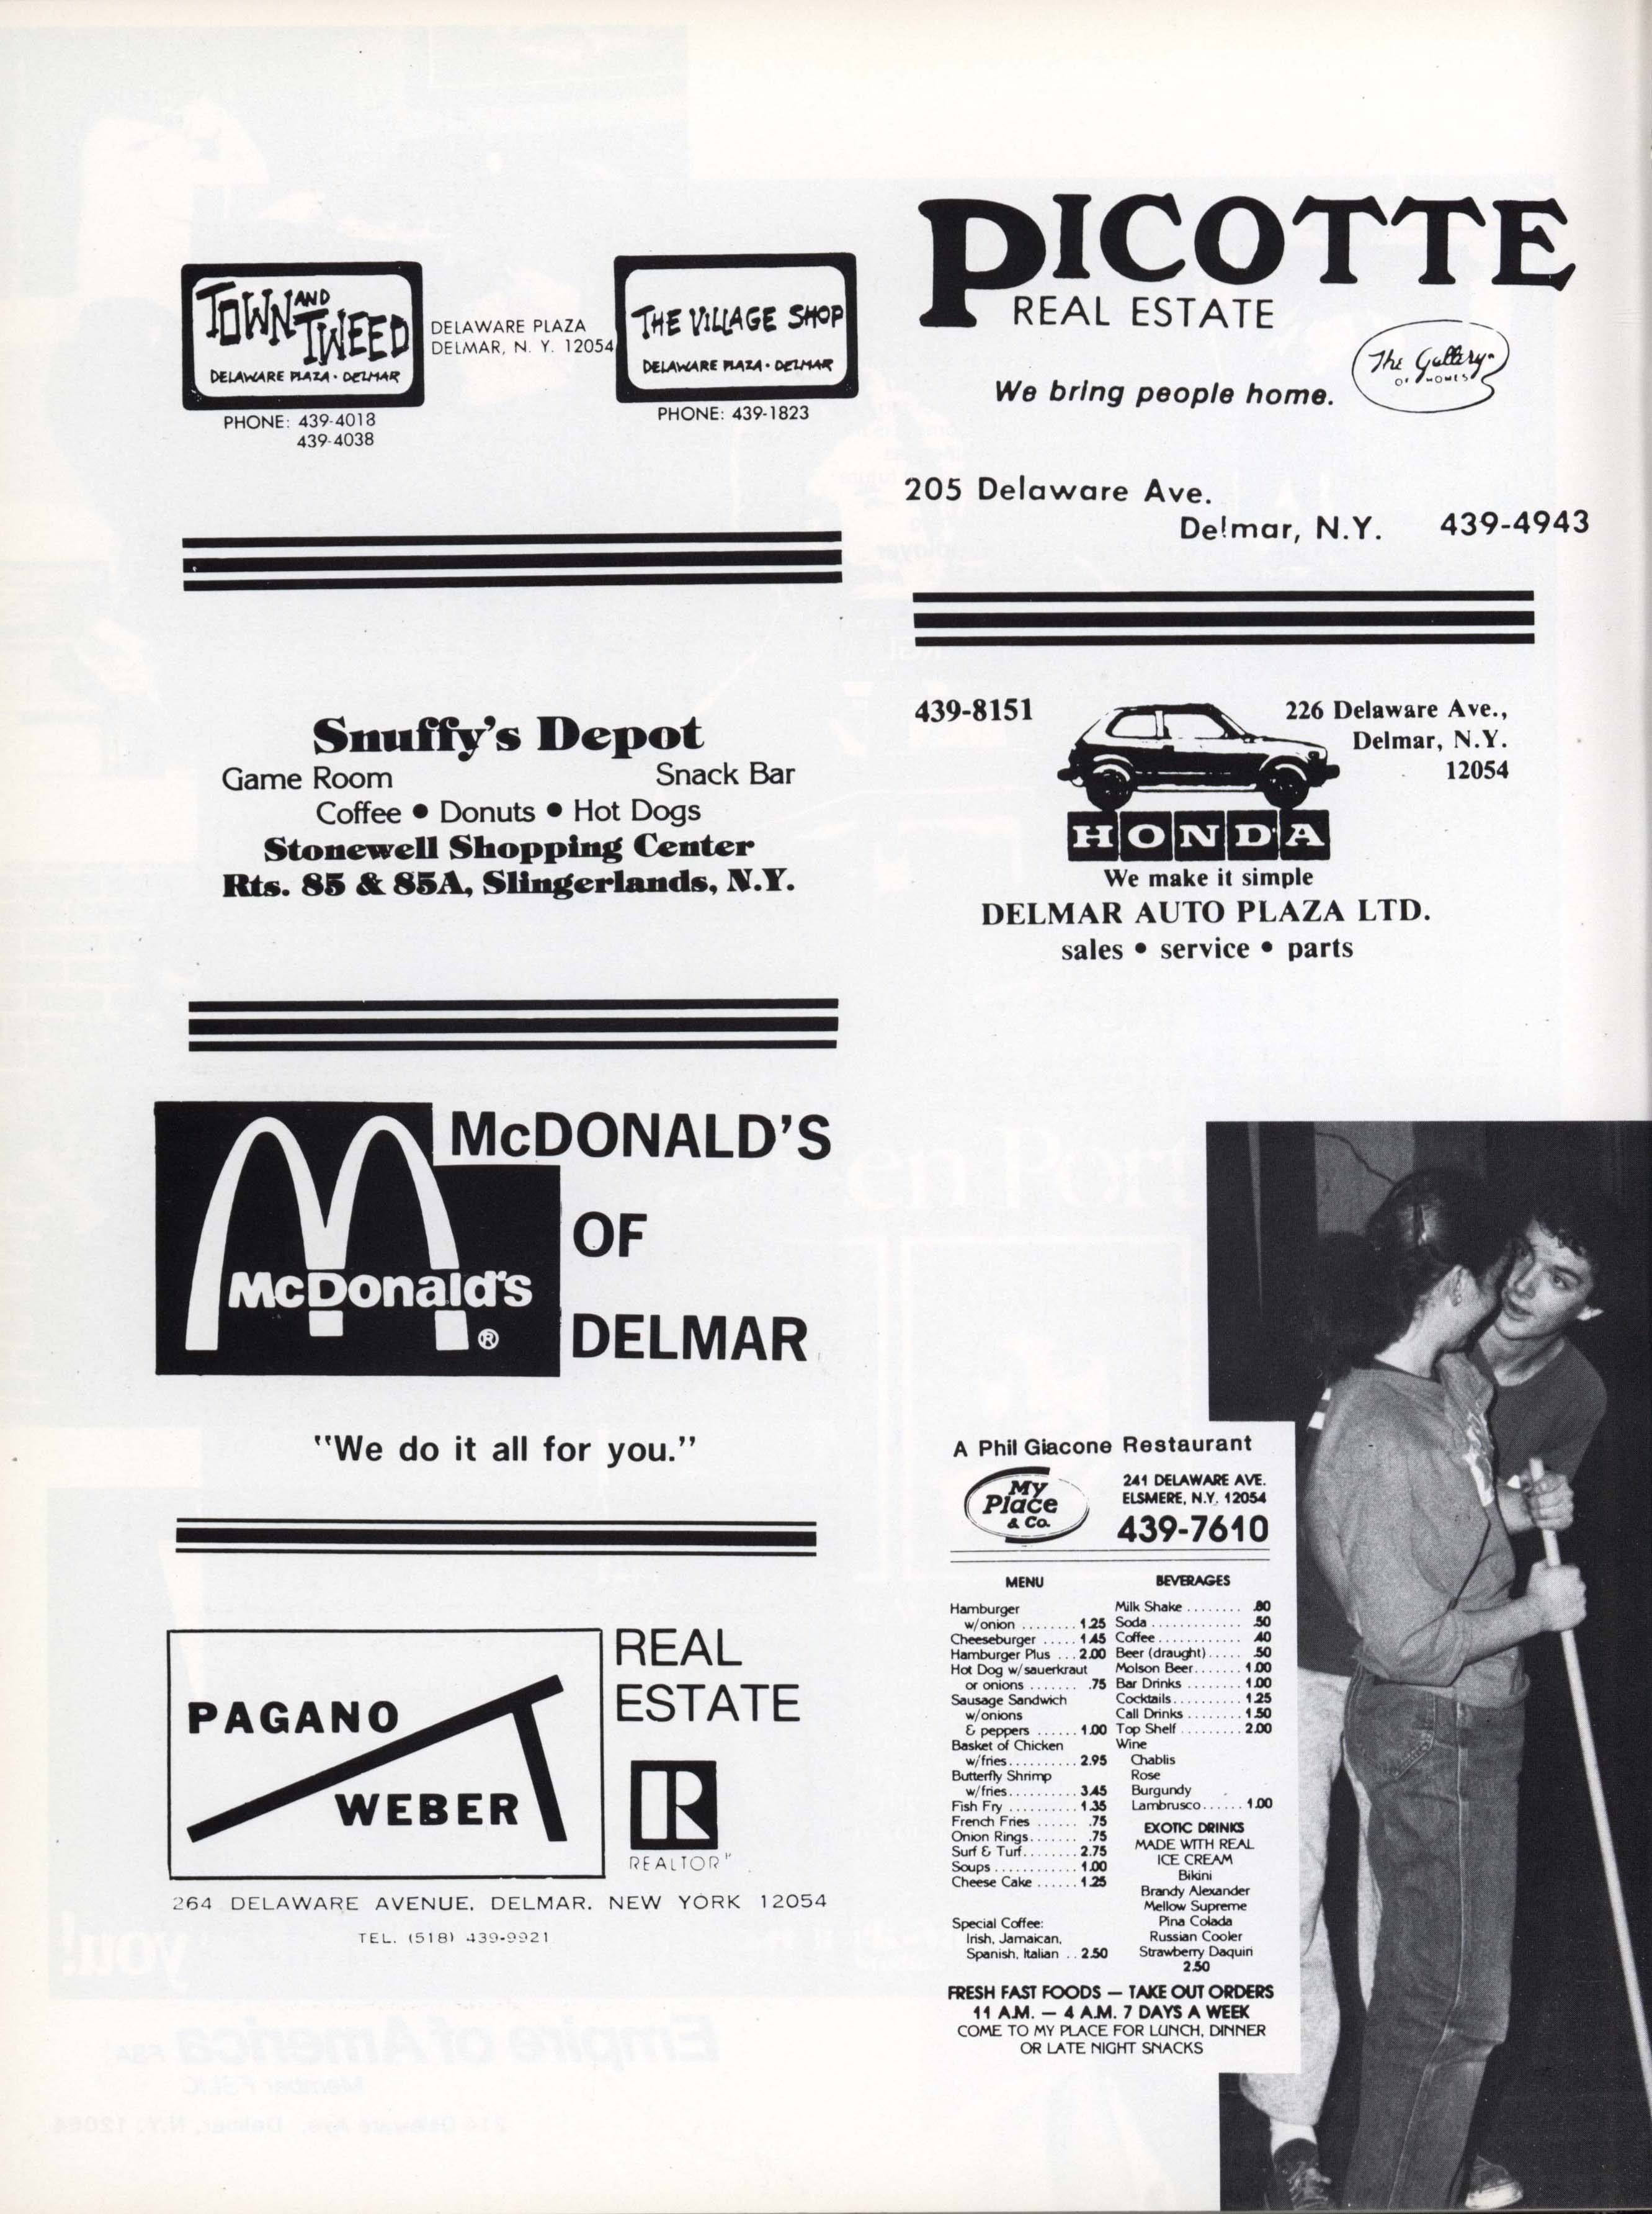 TOWN AND TWEED
DELAWARE PLAZA · DELMAR
PHONE: 439-4018
439-4038
DELAWARE PLAZA
DELMAR, N. Y. 12054
THE VILLAGE SHOP
DELAWARE PLAZA · DELMAR
PHONE: 439-1823
PICOTTE
REAL ESTATE
The Gallery
OF HOMES
We bring people home.
205 Delaware Ave.
Delmar, N.Y. 439-4943
Snuffy's Depot
Game Room Snack Bar
Coffee • Donuts • Hot Dogs
Stonewell Shopping Center
Rts. 85 & 85A, Slingerlands, N.Y.
439-8151
226 Delaware Ave.,
Delmar, N.Y.
12054
HONDA
We make it simple
DELMAR AUTO PLAZA LTD.
sales • service • parts
McDonald's
®
McDONALD'S
OF
DELMAR
"We do it all for you."
PAGANO
WEBER
REAL
ESTATE
R
REALTOR
264 DELAWARE AVENUE, DELMAR, NEW YORK 12054
TEL. (518) 439-9921
A Phil Giacone Restaurant
My
Place
& Co.
241 DELAWARE AVE.
ELSMERE, N.Y. 12054
439-7610
MENU
Hamburger
w/onion ........ 1.25
Cheeseburger ..... 1.45
Hamburger Plus ... 2.00
Hot Dog w/sauerkraut
or onions ....... .75
Sausage Sandwich
w/onions
& peppers ...... 1.00
Basket of Chicken
w/fries .......... 2.95
Butterfly Shrimp
w/fries .......... 3.45
Fish Fry .......... 1.35
French Fries ...... .75
Onion Rings ....... .75
Surf & Turf ........ 2.75
Soups ............ 1.00
Cheese Cake ...... 1.25
Special Coffee:
Irish, Jamaican,
Spanish, Italian .. 2.50
BEVERAGES
Milk Shake ........ .80
Soda ............. .50
Coffee ............ .40
Beer (draught) ..... .50
Molson Beer ....... 1.00
Bar Drinks ........ 1.00
Cocktails .......... 1.25
Call Drinks ........ 1.50
Top Shelf ......... 2.00
Wine
Chablis
Rose
Burgundy
Lambrusco ...... 1.00
EXOTIC DRINKS
MADE WITH REAL
ICE CREAM
Bikini
Brandy Alexander
Mellow Supreme
Pina Colada
Russian Cooler
Strawberry Daquiri
2.50
FRESH FAST FOODS — TAKE OUT ORDERS
11 A.M. — 4 A.M. 7 DAYS A WEEK
COME TO MY PLACE FOR LUNCH, DINNER
OR LATE NIGHT SNACKS